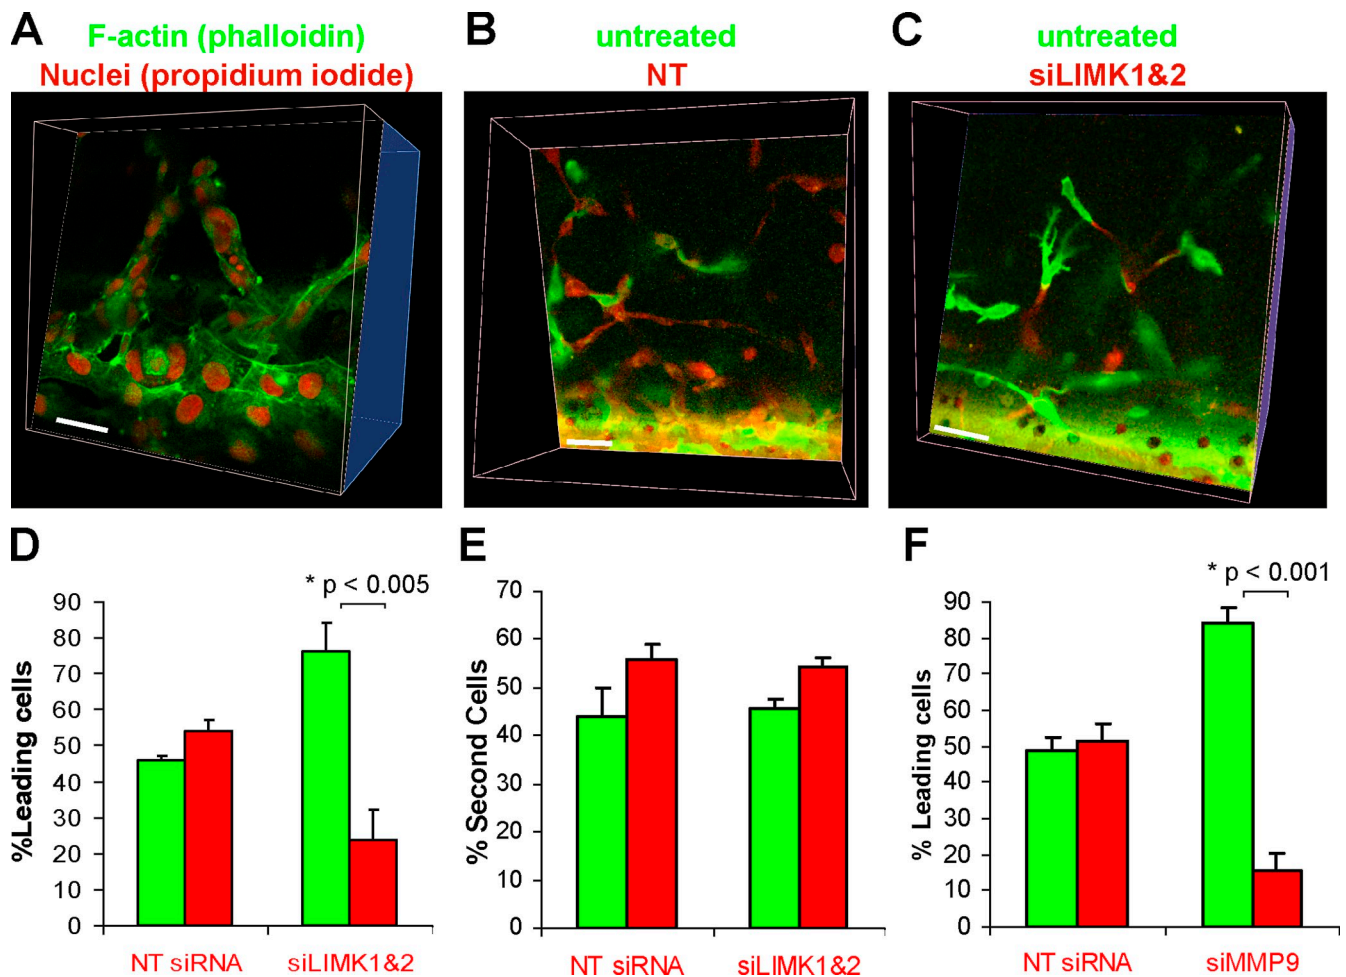 A
F-actin (phalloidin)
Nuclei (propidium iodide)
B
untreated
NT
C
untreated
siLIMK1&2
D
* p < 0.005
%Leading cells
90
80
70
60
50
40
30
20
10
0
NT siRNA
siLIMK1&2
E
% Second Cells
70
60
50
40
30
20
10
0
NT siRNA
siLIMK1&2
F
* p < 0.001
% Leading cells
90
80
70
60
50
40
30
20
10
0
NT siRNA
siMMP9